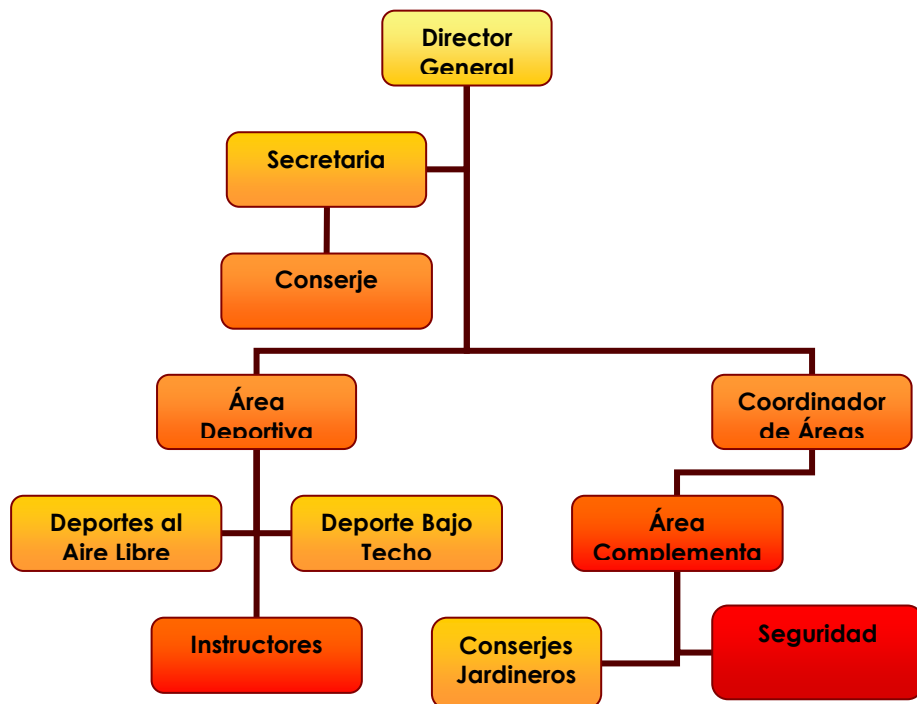 Director
General
Secretaria
Conserje
Área
Deportiva
Coordinador
de Áreas
Deportes al
Aire Libre
Deporte Bajo
Techo
Área
Complementa
Instructores
Conserjes
Jardineros
Seguridad